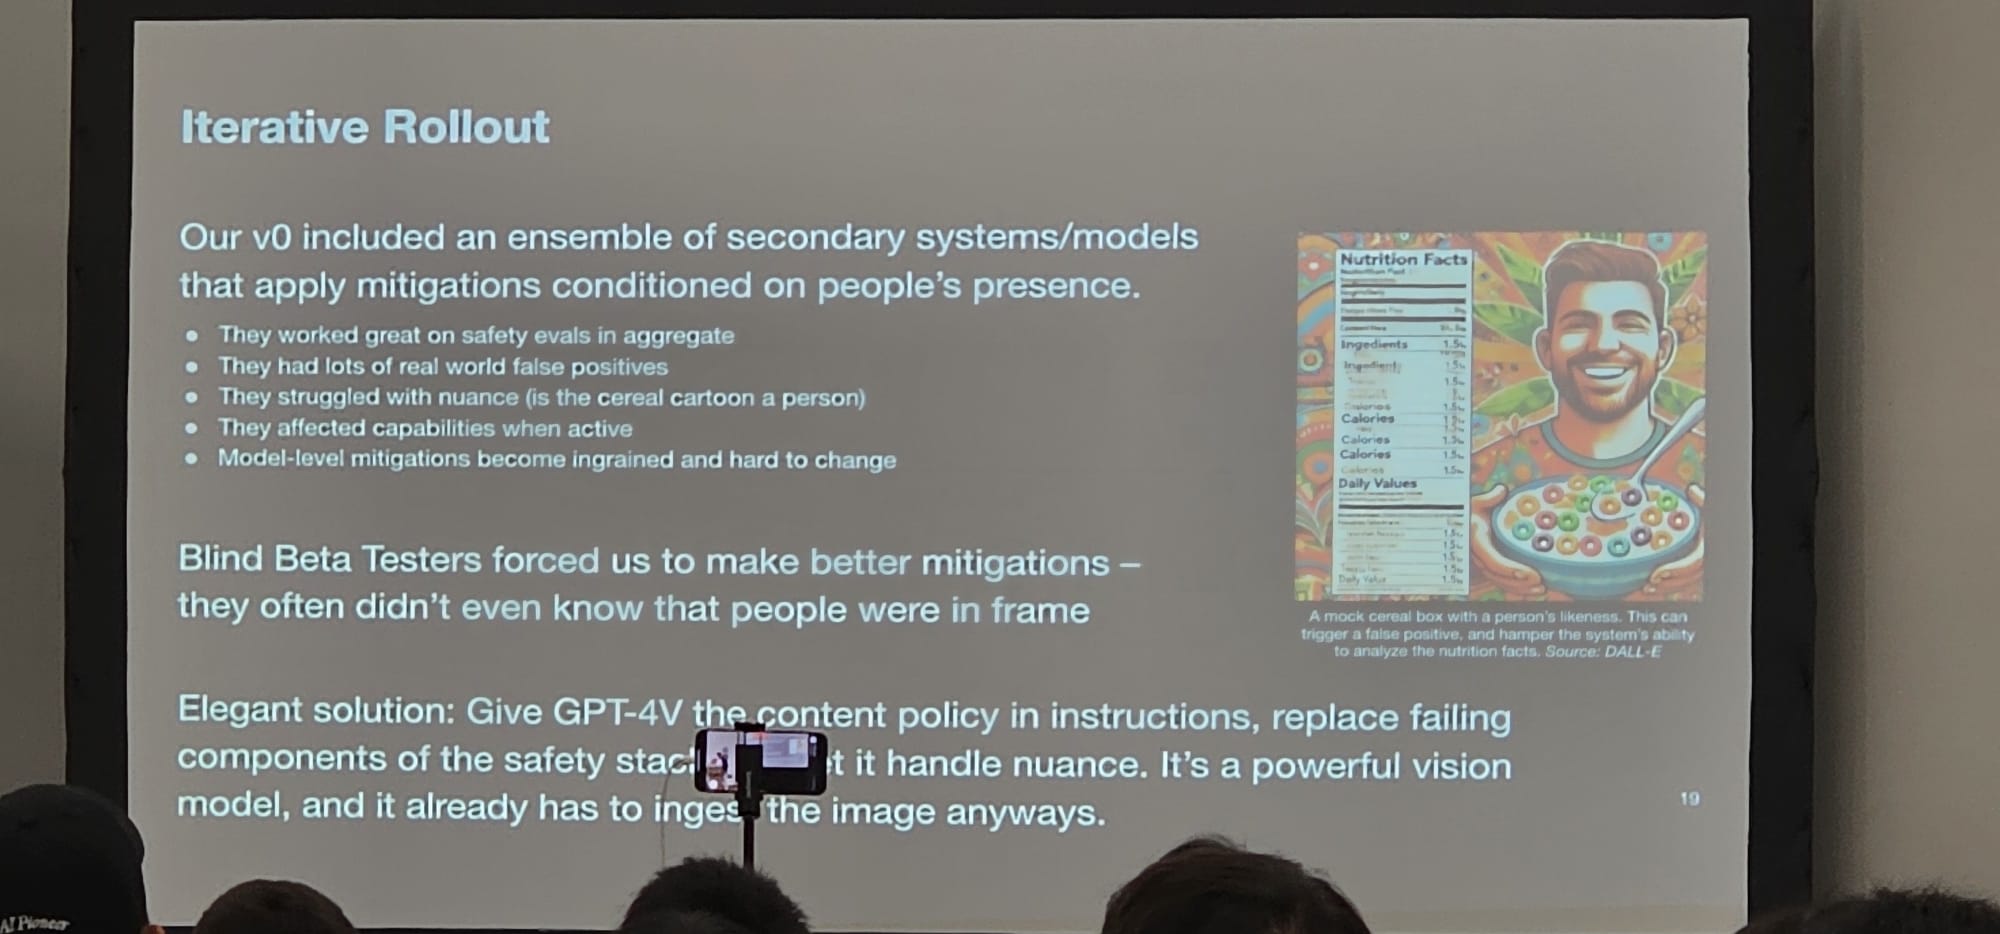 Iterative Rollout
Our v0 included an ensemble of secondary systems/models
that apply mitigations conditioned on people's presence.
● They worked great on safety evals in aggregate
● They had lots of real world false positives
● They struggled with nuance (is the cereal cartoon a person)
● They affected capabilities when active
● Model-level mitigations become ingrained and hard to change
Blind Beta Testers forced us to make better mitigations –
they often didn't even know that people were in frame
Elegant solution: Give GPT-4V the content policy in instructions, replace failing
components of the safety it handle nuance. It's a powerful vision
model, and it already has to the image anyways.
Nutrition Facts
Ingredients 1.5
Calories
Calories
Calories
Daily Values
Daily Value
A mock cereal box with a person's likeness. This can
trigger a false positive, and hamper the system's ability
to analyze the nutrition facts. Source: DALL-E
19
AI Pioneer